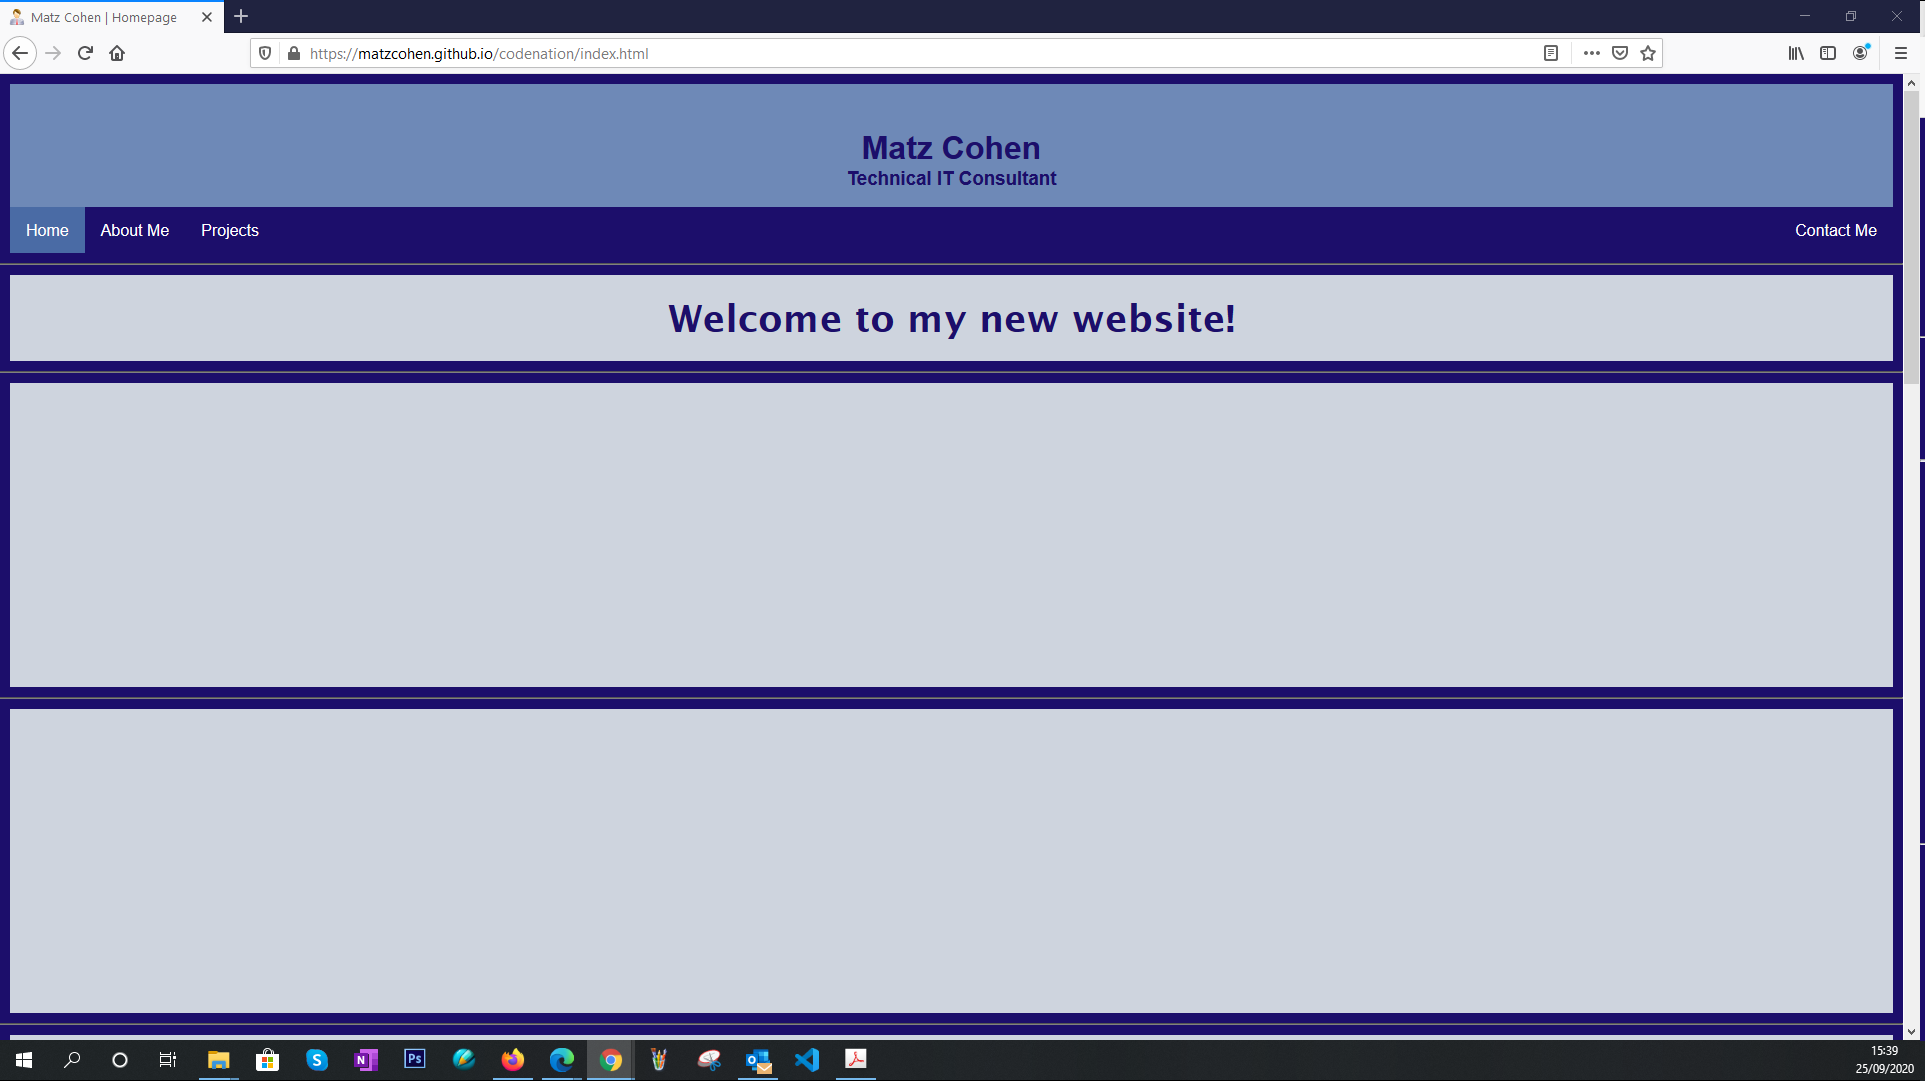 Matz Cohen | Homepage
https://matzcohen.github.io/codenation/index.html
Matz Cohen
Technical IT Consultant
Home About Me Projects Contact Me
Welcome to my new website!
S N Ps O
15:39
25/09/2020